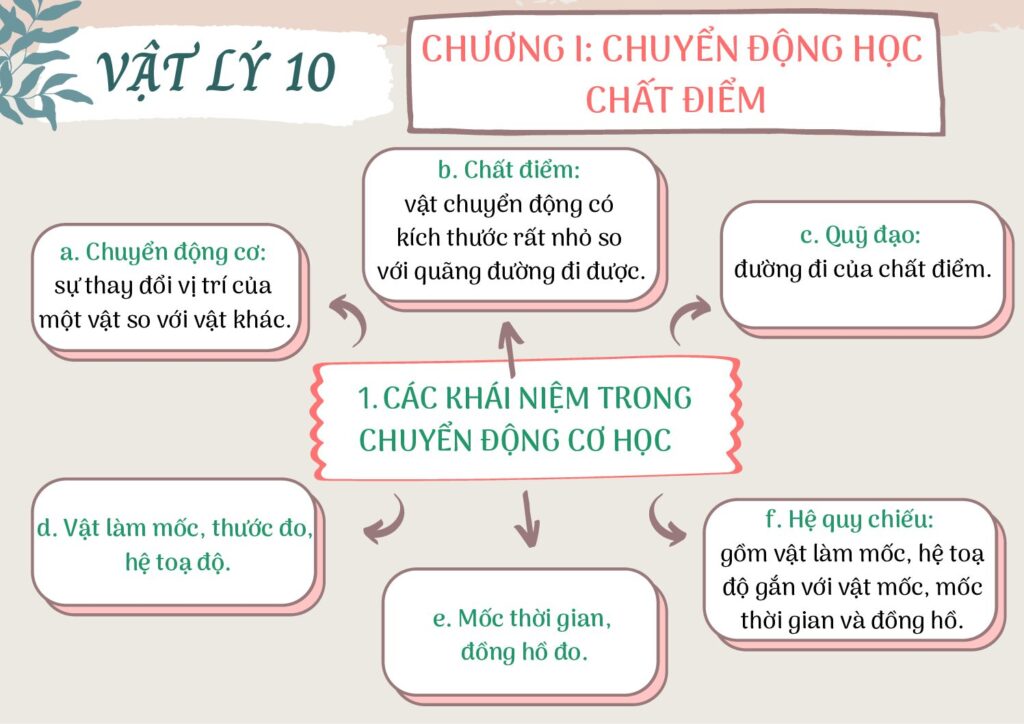 VẬT LÝ 10
CHƯƠNG I: CHUYỂN ĐỘNG HỌC
CHẤT ĐIỂM
a. Chuyển động cơ:
sự thay đổi vị trí của
một vật so với vật khác.
b. Chất điểm:
vật chuyển động có
kích thước rất nhỏ so
với quãng đường đi được.
c. Quỹ đạo:
đường đi của chất điểm.
1. CÁC KHÁI NIỆM TRONG
CHUYỂN ĐỘNG CƠ HỌC
d. Vật làm mốc, thước đo,
hệ toạ độ.
e. Mốc thời gian,
đồng hồ đo.
f. Hệ quy chiếu:
gồm vật làm mốc, hệ toạ
độ gắn với vật mốc, mốc
thời gian và đồng hồ.